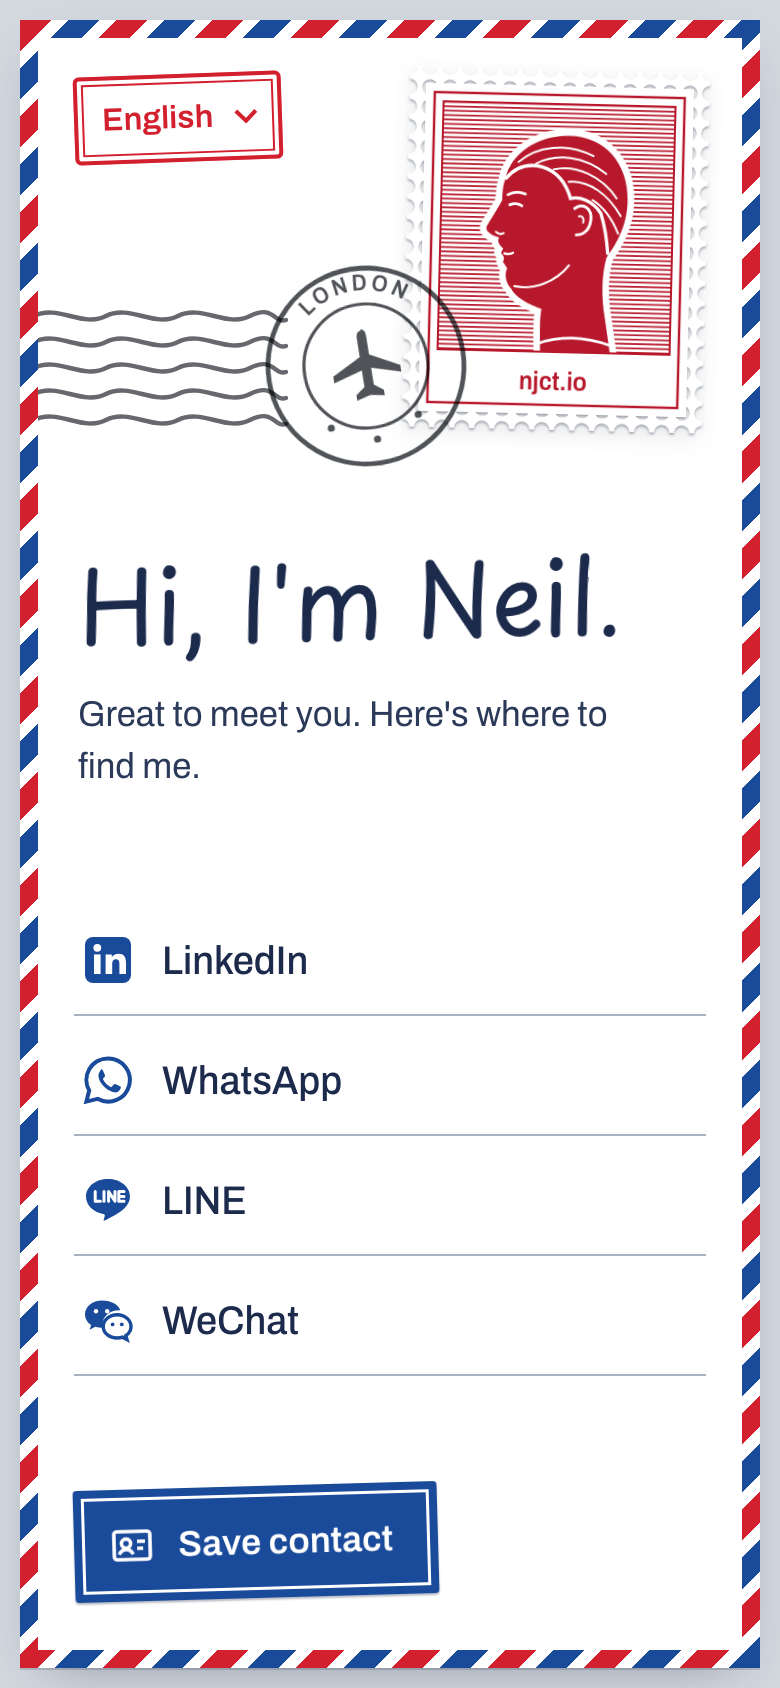 English
njct.io
LONDON
Hi, I'm Neil.
Great to meet you. Here's where to
find me.
in LinkedIn
WhatsApp
LINE LINE
WeChat
Save contact